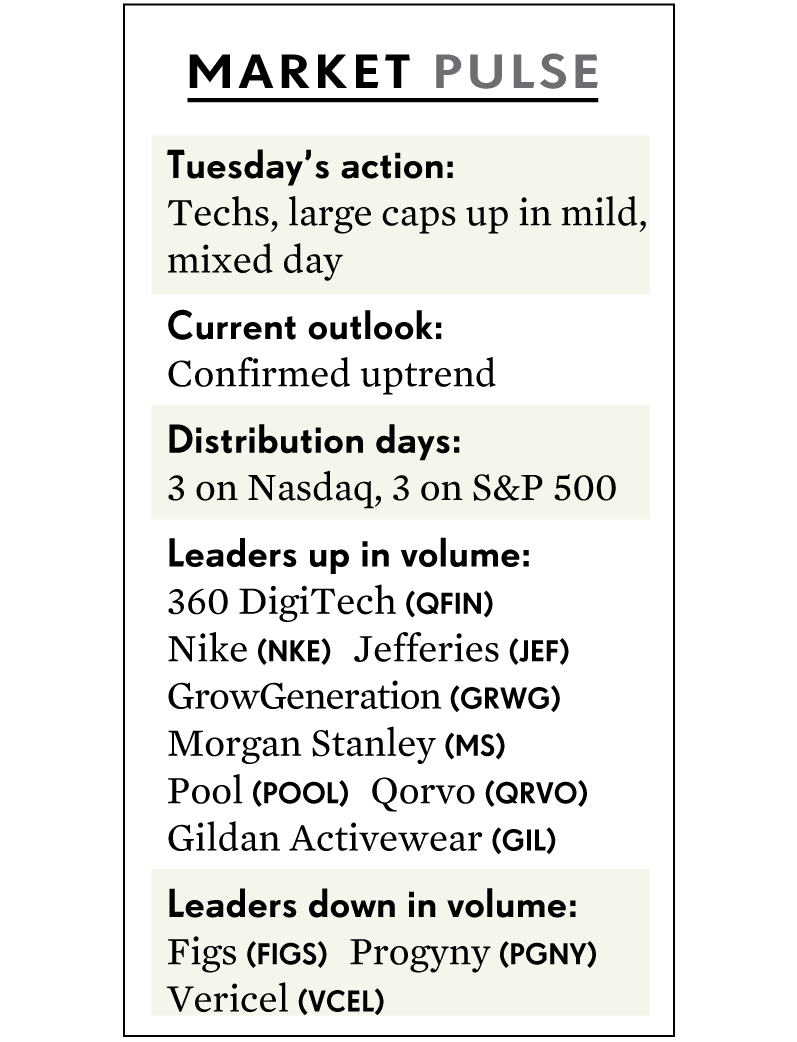 MARKET PULSE
Tuesday’s action:
Techs, large caps up in mild,
mixed day
Current outlook:
Confirmed uptrend
Distribution days:
3 on Nasdaq, 3 on S&P 500
Leaders up in volume:
360 DigiTech (QFIN)
Nike (NKE) Jefferies (JEF)
GrowGeneration (GRWG)
Morgan Stanley (MS)
Pool (POOL) Qorvo (QRVO)
Gildan Activewear (GIL)
Leaders down in volume:
Figs (FIGS) Progyny (PGNY)
Vericel (VCEL)